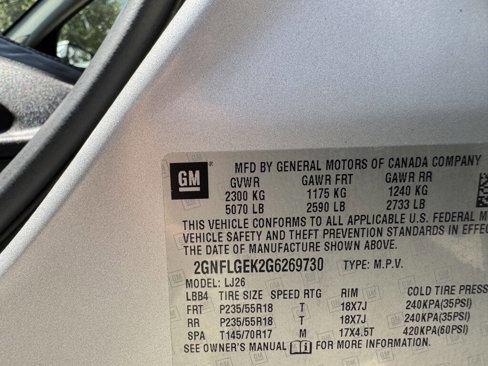 GM ® MFD BY GENERAL MOTORS OF CANADA COMPANY
GVWR GAWR FRT GAWR RR
2300 KG 1175 KG 1240 KG
5070 LB 2590 LB 2733 LB
THIS VEHICLE CONFORMS TO ALL APPLICABLE U.S. FEDERAL M
VEHICLE SAFETY AND THEFT PREVENTION STANDARDS IN EFFE
THE DATE OF MANUFACTURE SHOWN ABOVE.
2GNFLGEK2G6269730 TYPE: M.P.V.
MODEL: LJ26
LBB4 TIRE SIZE SPEED RTG RIM COLD TIRE PRES
FRT P235/55R18 T 18X7J 240KPA(35PSI)
RR P235/55R18 T 18X7J 240KPA(35PSI)
SPA T145/70R17 M 17X4.5T 420KPA(60PSI)
SEE OWNER'S MANUAL FOR MORE INFORMATION.